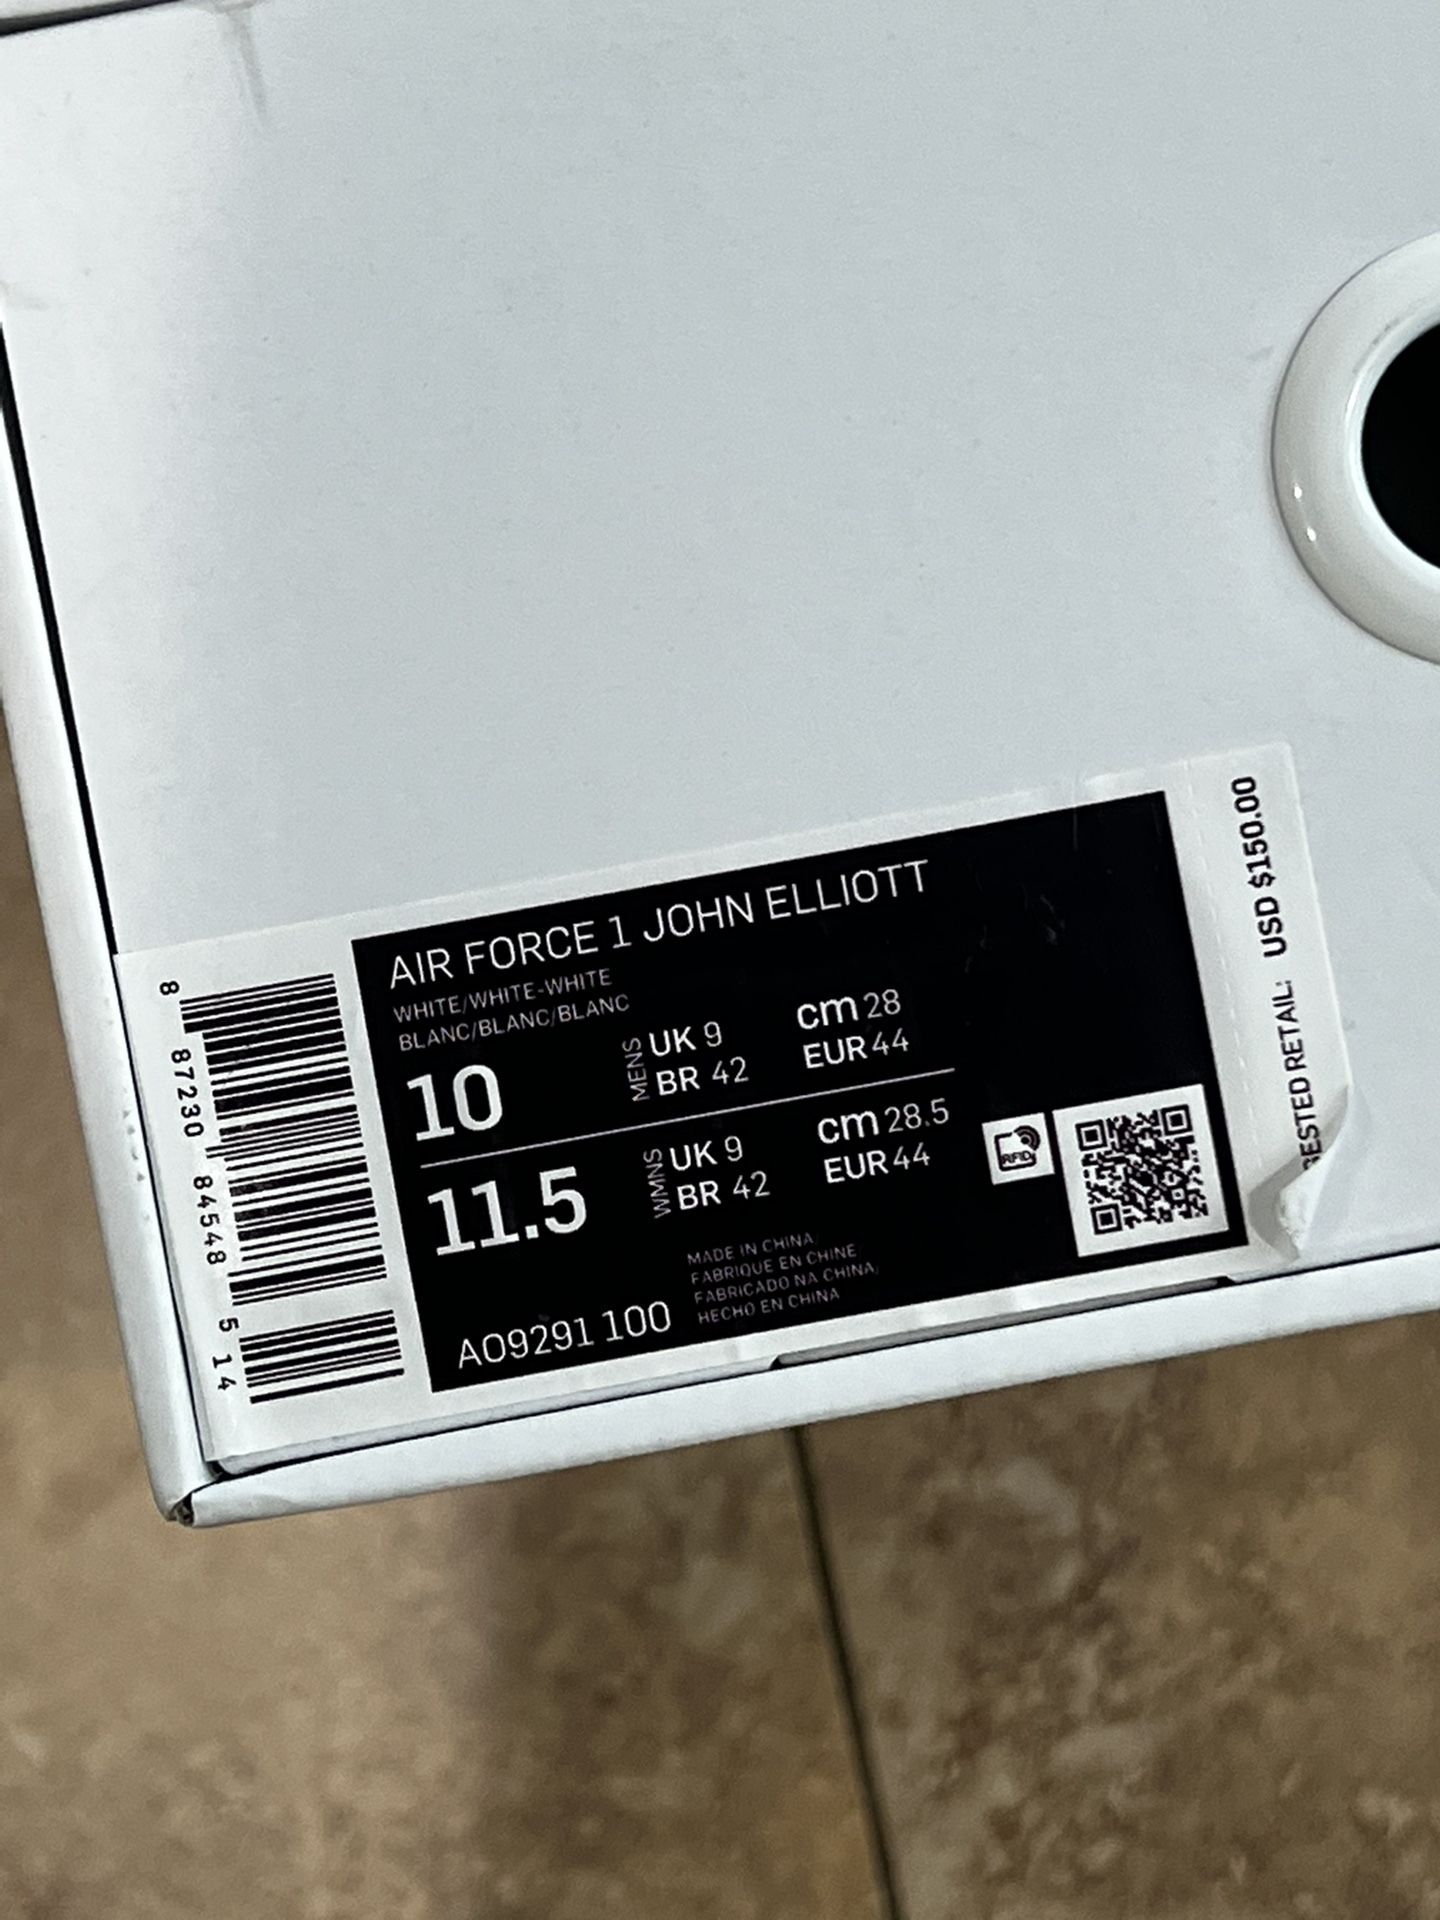 AIR FORCE 1 JOHN ELLIOTT
WHITE/WHITE-WHITE
BLANC/BLANC/BLANC
10
MENS
UK 9
BR 42
cm 28
EUR 44
11.5
WMNS
UK 9
BR 42
cm 28.5
EUR 44
RFID
MADE IN CHINA
FABRIQUE EN CHINE
FABRICADO NA CHINA
HECHO EN CHINA
AO9291 100
8 87230 84548 5 14
ESTED RETAIL: USD $150.00